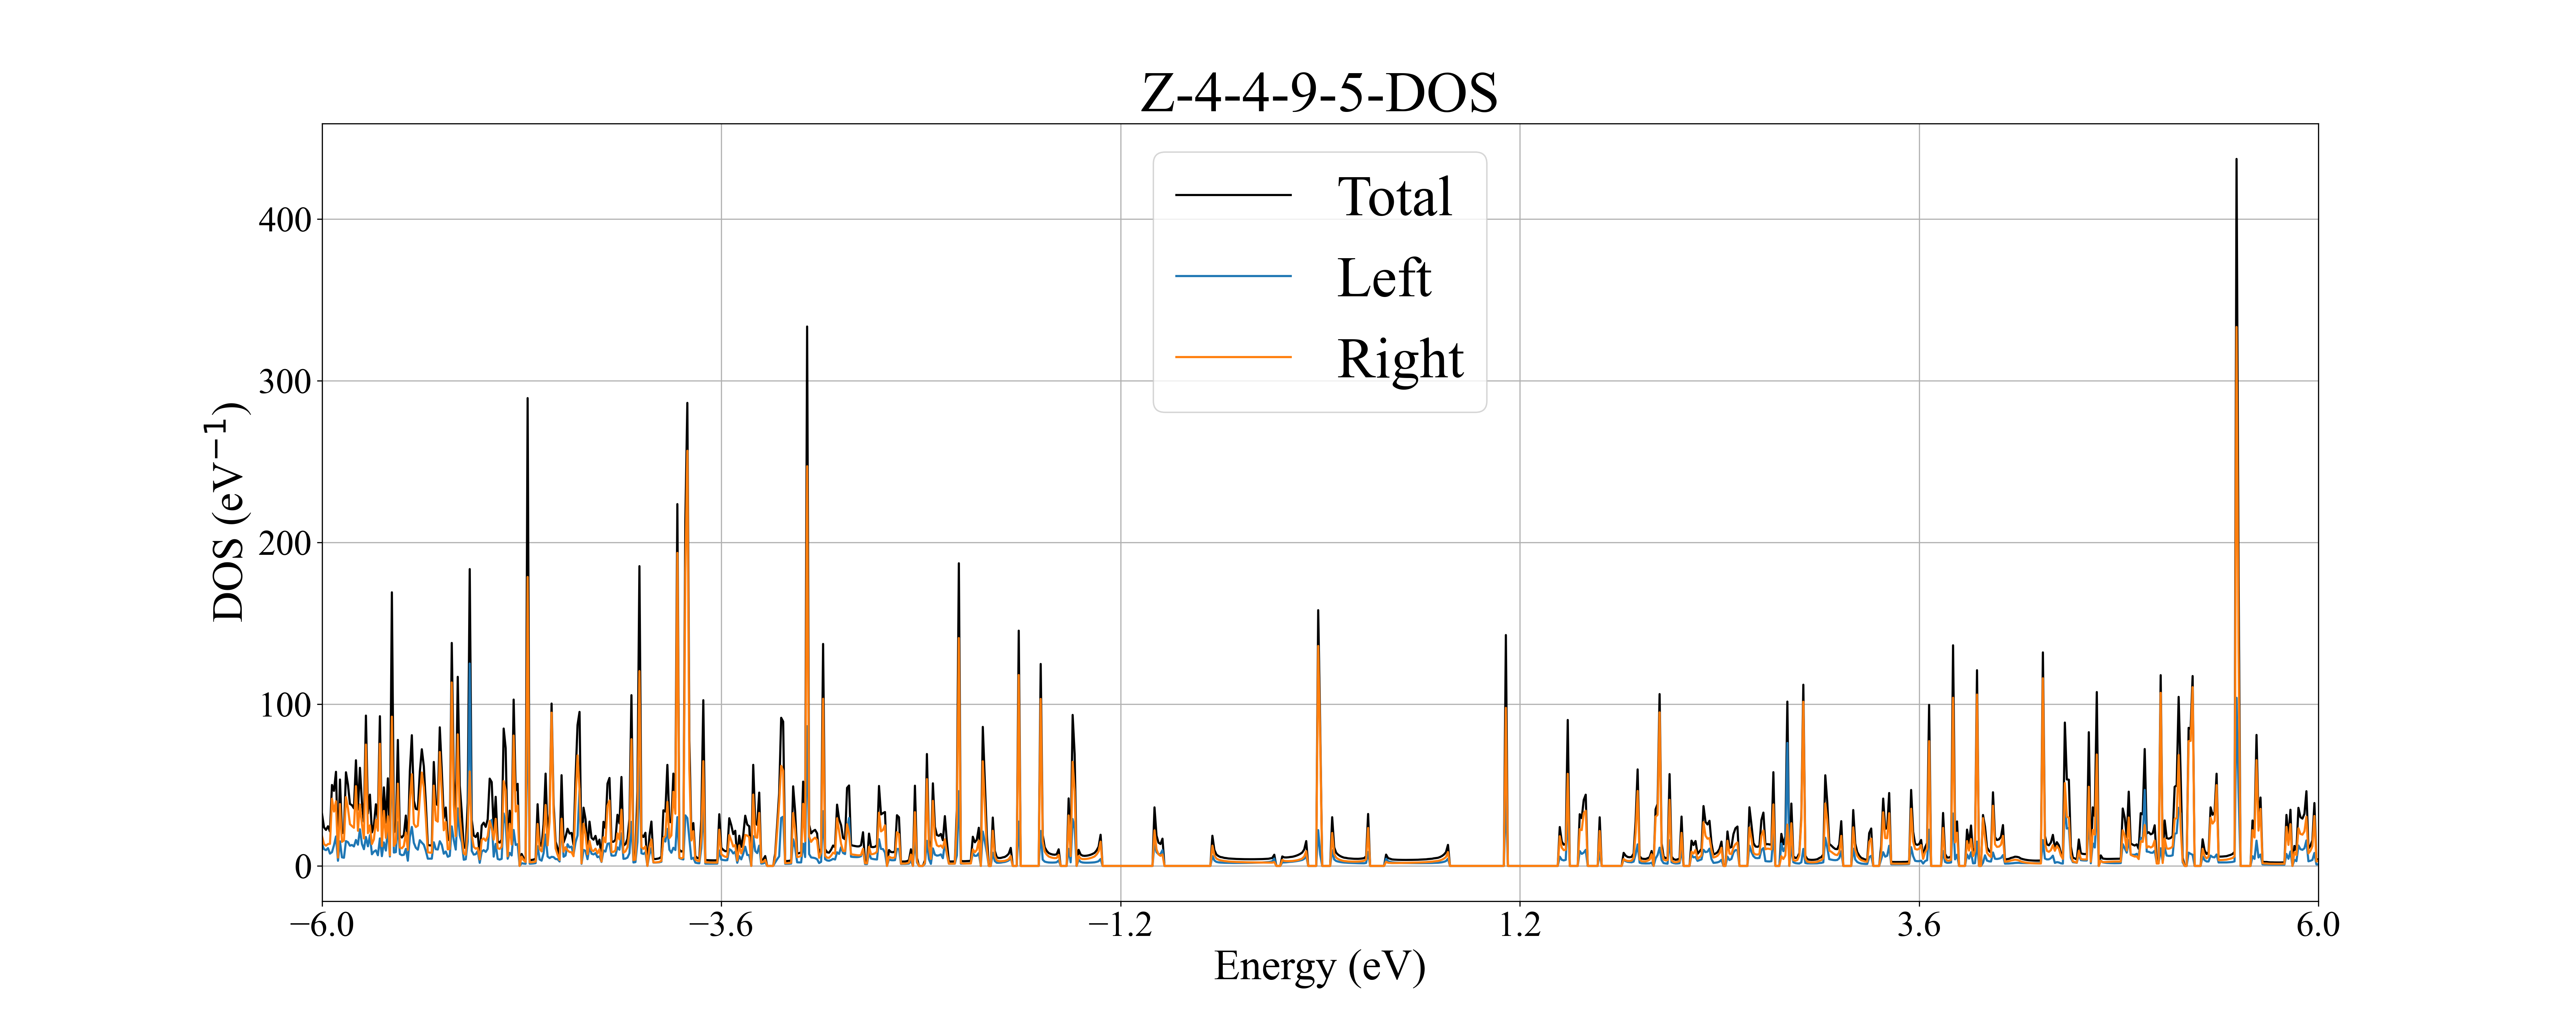 Z-4-4-9-5-DOS
Total
Left
Right
DOS (eV⁻¹)
400
300
200
100
0
−6.0 −3.6 −1.2 1.2 3.6 6.0
Energy (eV)